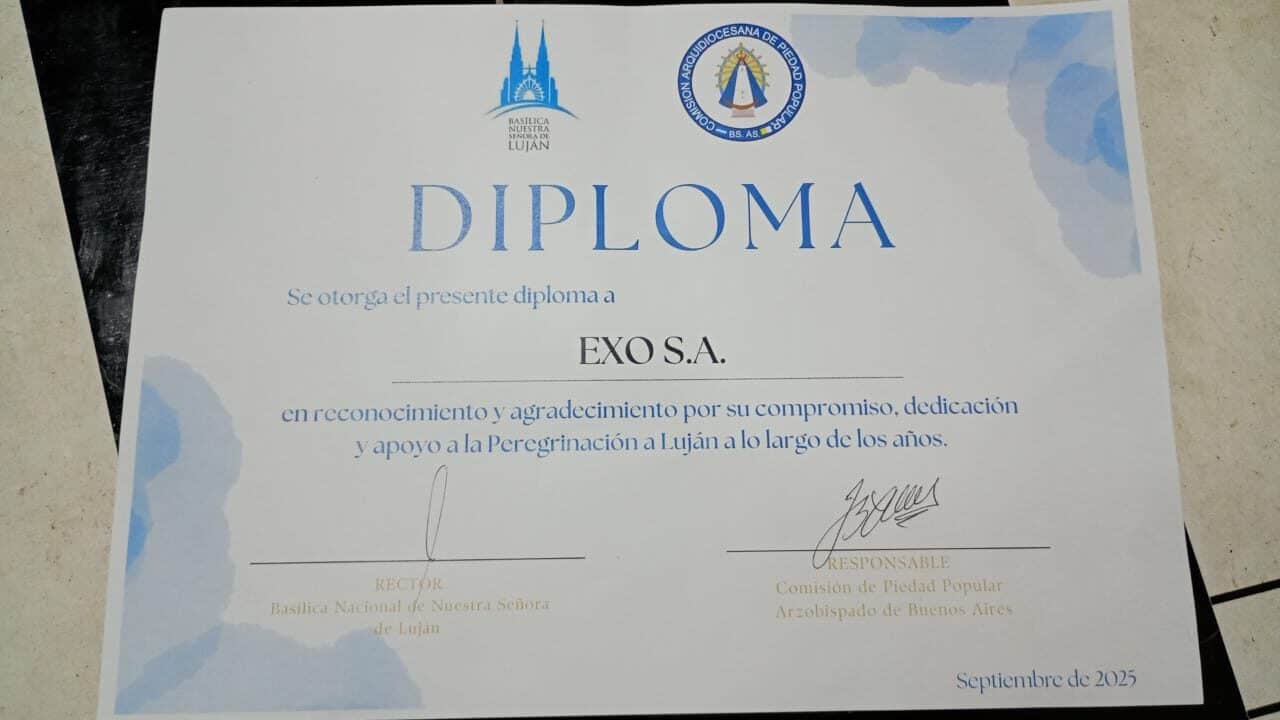 BASÍLICA
NUESTRA
SEÑORA DE
LUJÁN
COMISION ARQUIDIOCESANA DE PIEDAD POPULAR
BS. AS.
DIPLOMA
Se otorga el presente diploma a
EXO S.A.
en reconocimiento y agradecimiento por su compromiso, dedicación
y apoyo a la Peregrinación a Luján a lo largo de los años.
RECTOR
Basílica Nacional de Nuestra Señora
de Luján
RESPONSABLE
Comisión de Piedad Popular
Arzobispado de Buenos Aires
Septiembre de 2025